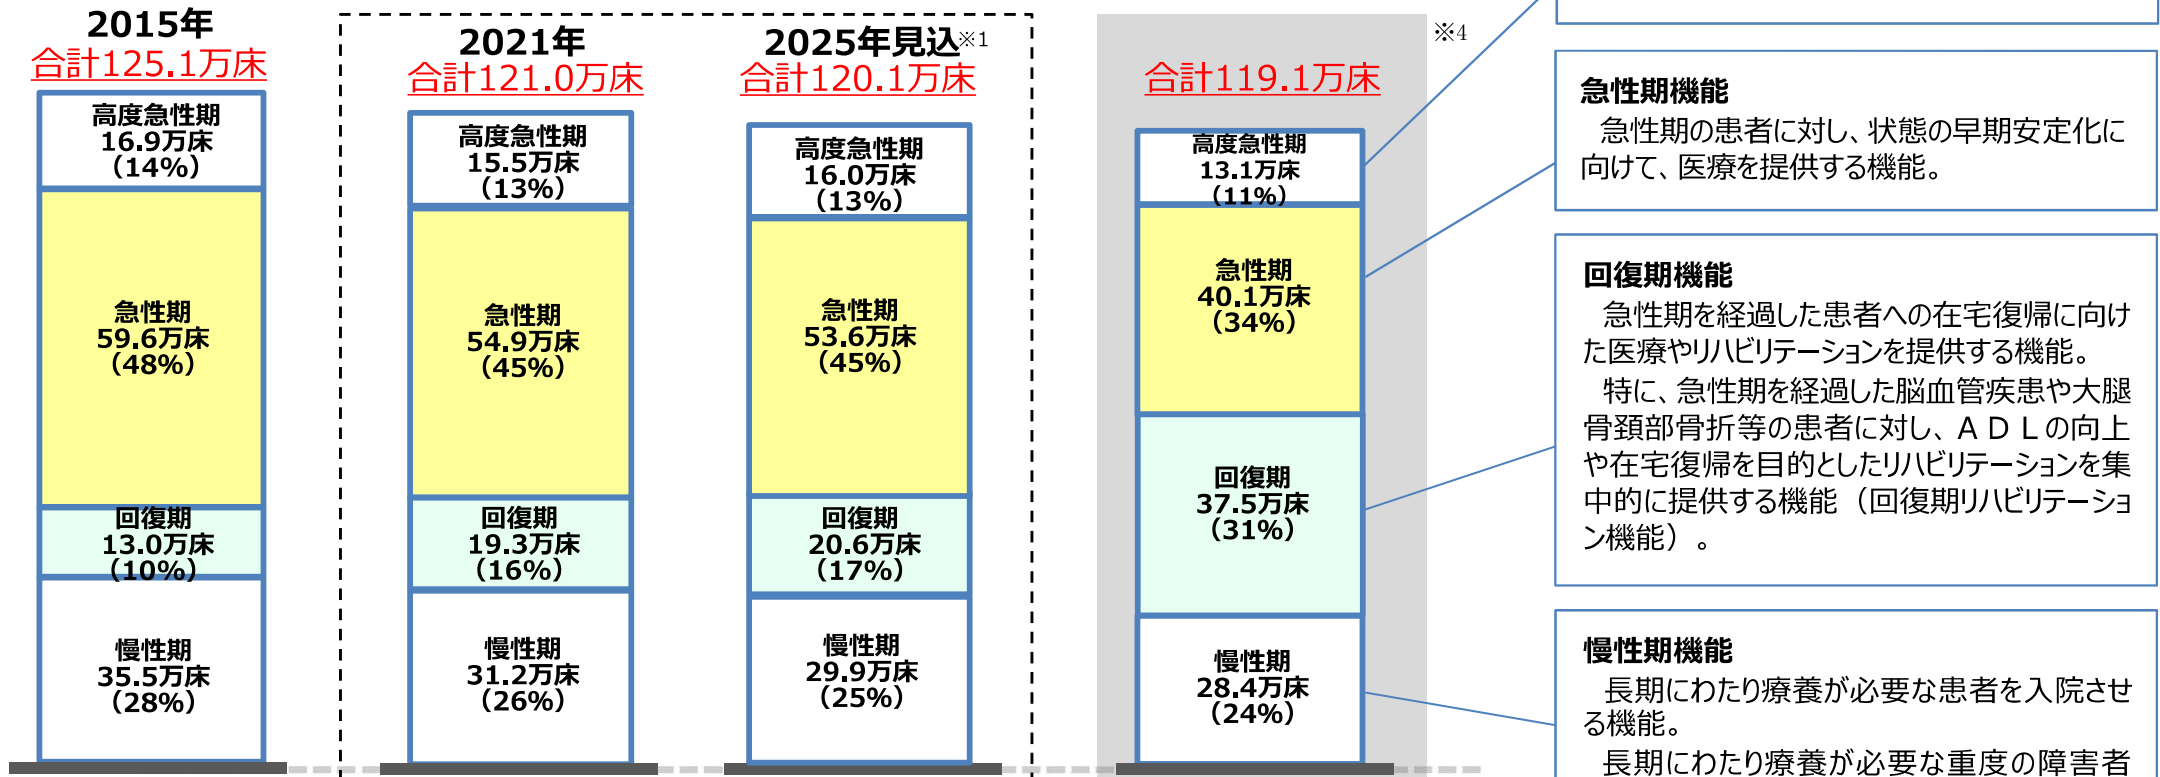 2015年
合計125.1万床
高度急性期
16.9万床
（14%）
急性期
59.6万床
（48%）
回復期
13.0万床
（10%）
慢性期
35.5万床
（28%）
2021年
合計121.0万床
高度急性期
15.5万床
（13%）
急性期
54.9万床
（45%）
回復期
19.3万床
（16%）
慢性期
31.2万床
（26%）
2025年見込※1
合計120.1万床
高度急性期
16.0万床
（13%）
急性期
53.6万床
（45%）
回復期
20.6万床
（17%）
慢性期
29.9万床
（25%）
※4
合計119.1万床
高度急性期
13.1万床
（11%）
急性期
40.1万床
（34%）
回復期
37.5万床
（31%）
慢性期
28.4万床
（24%）
急性期機能
急性期の患者に対し、状態の早期安定化に
向けて、医療を提供する機能。
回復期機能
急性期を経過した患者への在宅復帰に向け
た医療やリハビリテーションを提供する機能。
特に、急性期を経過した脳血管疾患や大腿
骨頚部骨折等の患者に対し、ＡＤＬの向上
や在宅復帰を目的としたリハビリテーションを集
中的に提供する機能（回復期リハビリテーショ
ン機能）。
慢性期機能
長期にわたり療養が必要な患者を入院させ
る機能。
長期にわたり療養が必要な重度の障害者